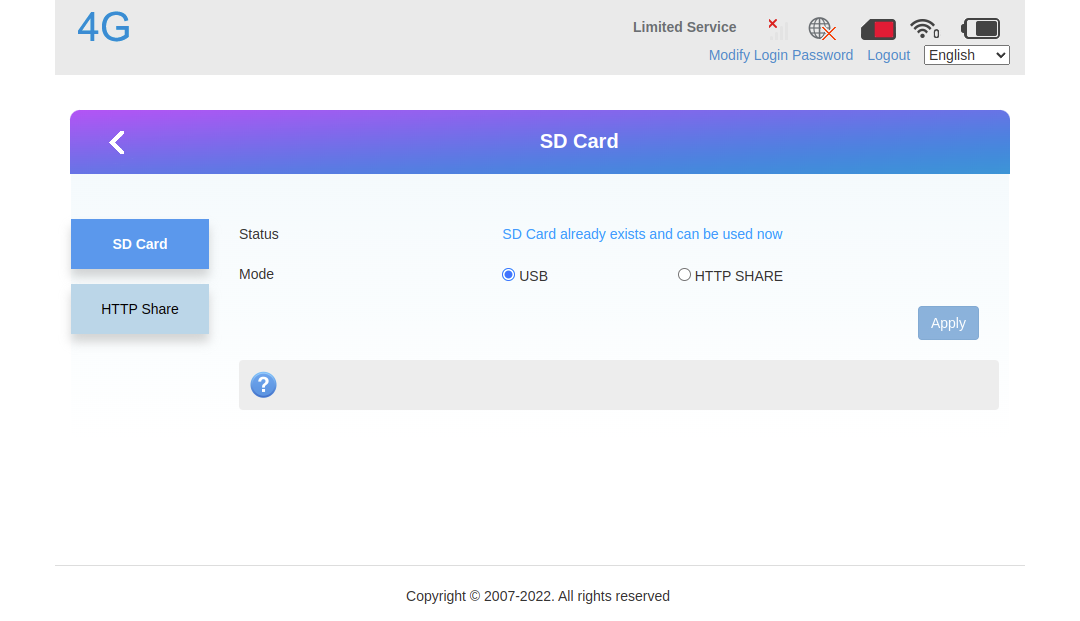 4G
Limited Service
Modify Login Password Logout English
SD Card
SD Card
Status SD Card already exists and can be used now
Mode USB HTTP SHARE
HTTP Share
Apply
?
Copyright © 2007-2022. All rights reserved